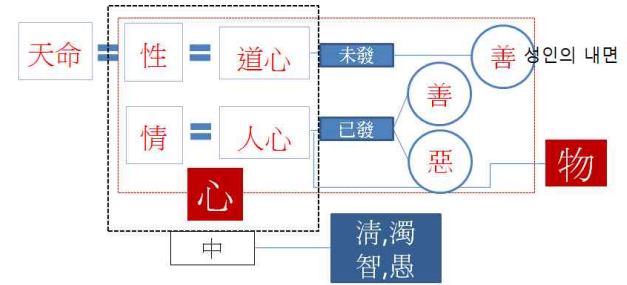 天命 = 性 = 道心 未發 善 성인의 내면
善
情 = 人心 已發
惡
物
心
中
淸,濁
智,愚